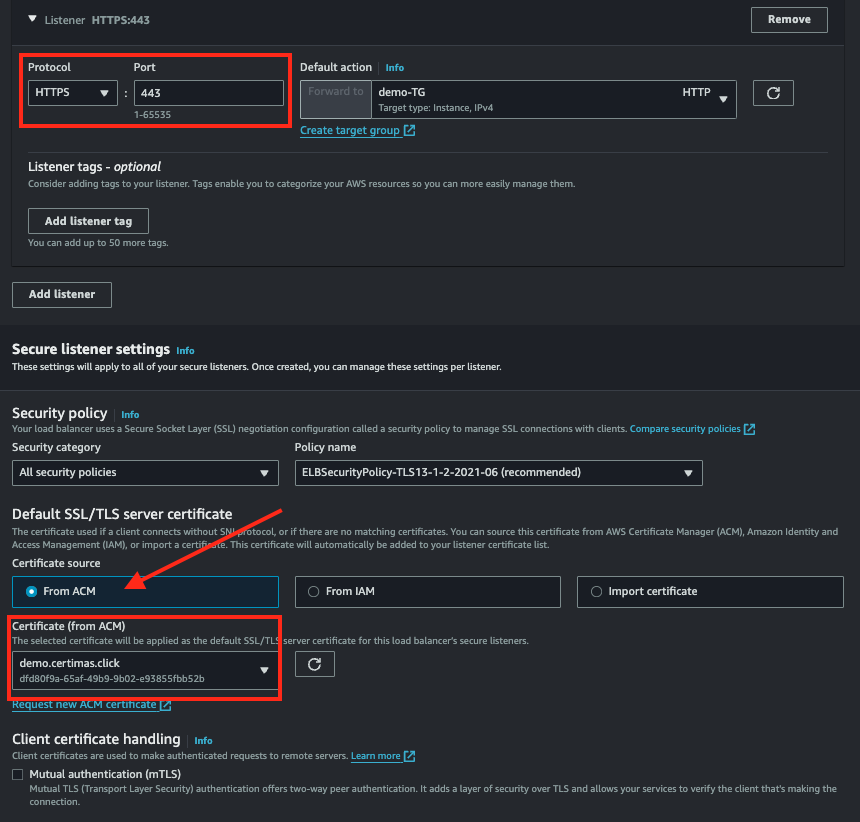 Listener HTTPS:443
Remove
Protocol
Port
Default action Info
HTTPS
:
443
1-65535
Forward to
demo-TG
HTTP
Target type: Instance, IPv4
Create target group
Listener tags - optional
Consider adding tags to your listener. Tags enable you to categorize your AWS resources so you can more easily manage them.
Add listener tag
You can add up to 50 more tags.
Add listener
Secure listener settings Info
These settings will apply to all of your secure listeners. Once created, you can manage these settings per listener.
Security policy Info
Your load balancer uses a Secure Socket Layer (SSL) negotiation configuration called a security policy to manage SSL connections with clients. Compare security policies
Security category
Policy name
All security policies
ELBSecurityPolicy-TLS13-1-2-2021-06 (recommended)
Default SSL/TLS server certificate
The certificate used if a client connects without SNI protocol, or if there are no matching certificates. You can source this certificate from AWS Certificate Manager (ACM), Amazon Identity and
Access Management (IAM), or import a certificate. This certificate will automatically be added to your listener certificate list.
Certificate source
From ACM
From IAM
Import certificate
Certificate (from ACM)
The selected certificate will be applied as the default SSL/TLS server certificate for this load balancer's secure listeners.
demo.certimas.click
dfd80f9a-65af-49b9-9b02-e93855fbb52b
Request new ACM certificate
Client certificate handling Info
Client certificates are used to make authenticated requests to remote servers. Learn more
Mutual authentication (mTLS)
Mutual TLS (Transport Layer Security) authentication offers two-way peer authentication. It adds a layer of security over TLS and allows your services to verify the client that's making the
connection.